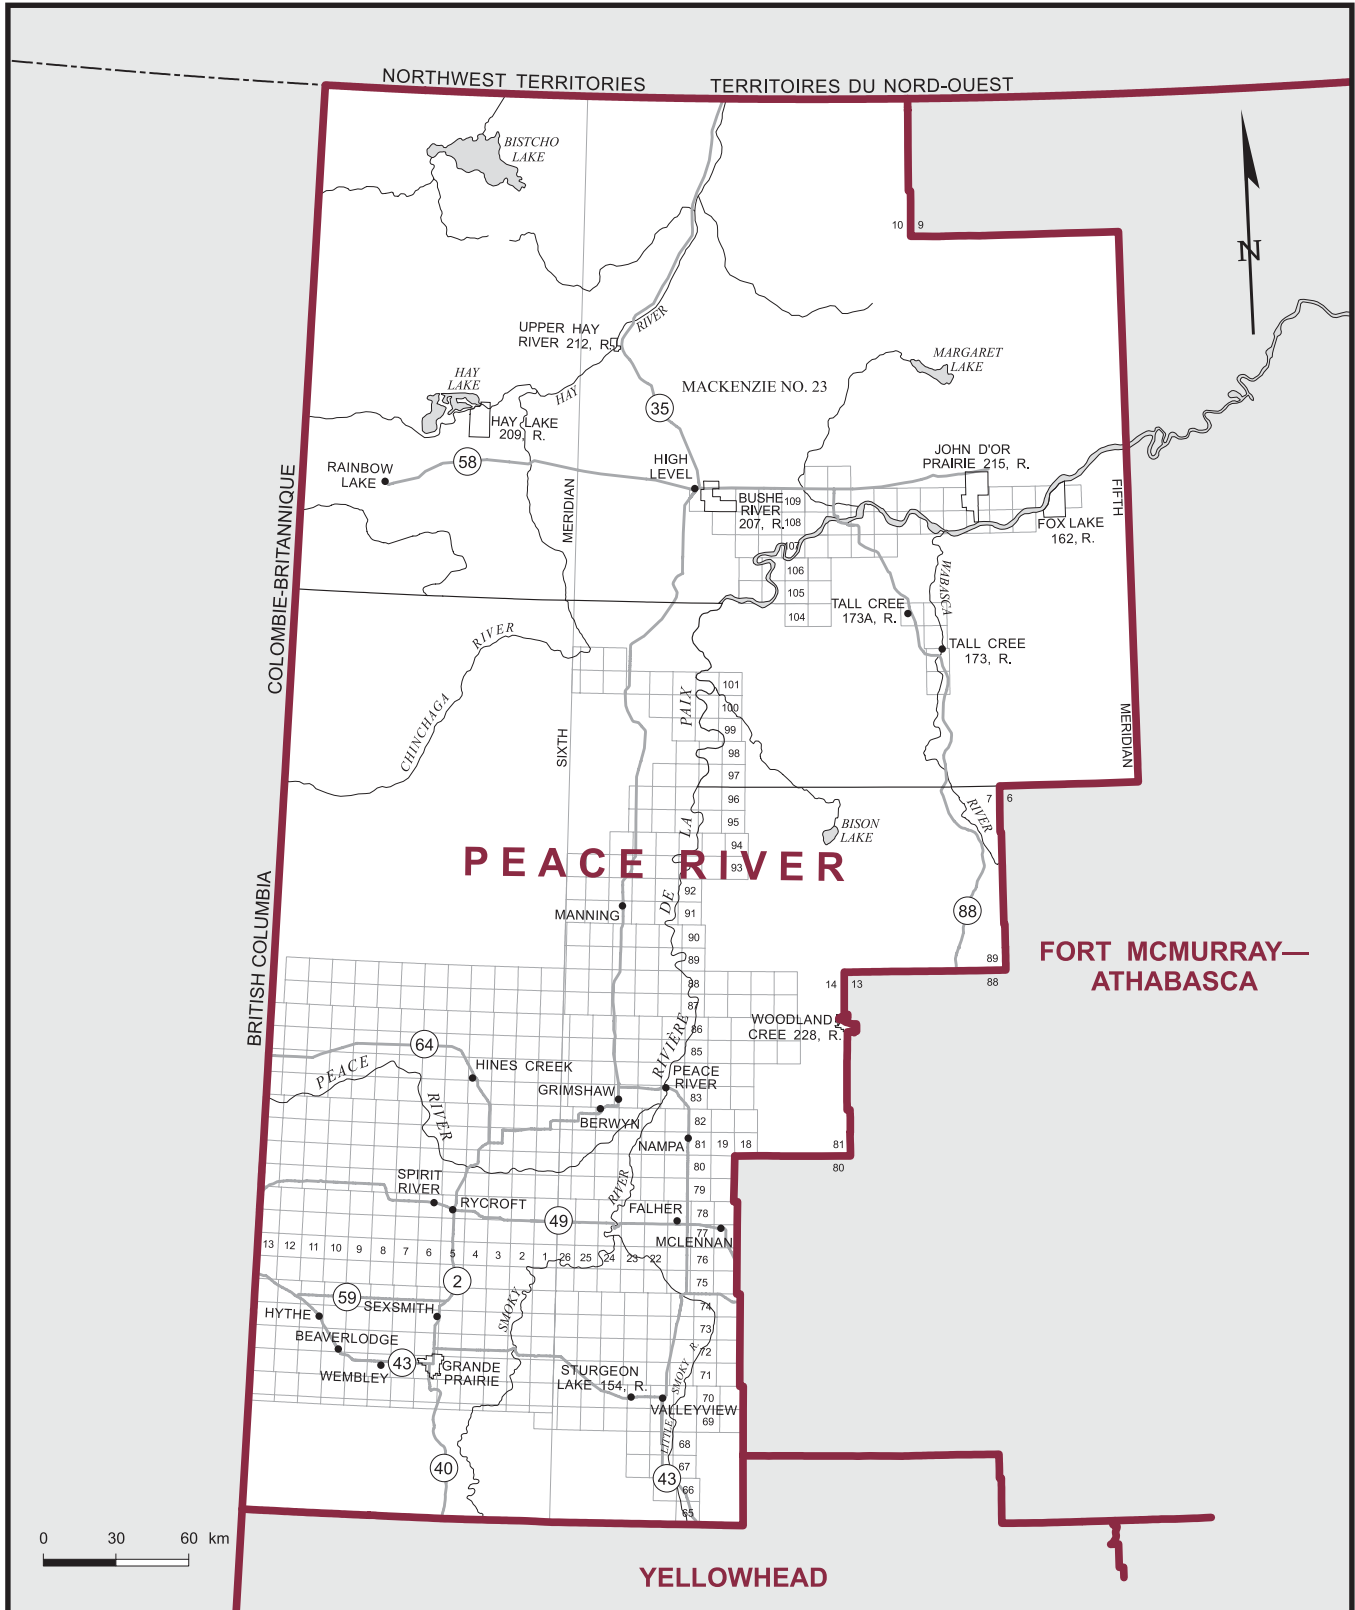 NORTHWEST TERRITORIES
TERRITOIRES DU NORD-OUEST
BISTCHO
LAKE
10 9
N
UPPER HAY
RIVER 212, R.
RIVER
HAY
MARGARET
LAKE
HAY
LAKE
MACKENZIE NO. 23
35
HAY LAKE
209, R.
RAINBOW
LAKE
58
HIGH
LEVEL
JOHN D'OR
PRAIRIE 215, R.
BUSHE
RIVER
207, R.
109
108
107
106
105
104
FOX LAKE
162, R.
FIFTH
MERIDIAN
MERIDIAN
SIXTH
COLOMBIE-BRITANNIQUE
BRITISH COLUMBIA
WABASCA
RIVER
TALL CREE
173A, R.
TALL CREE
173, R.
CHINCHAGA
RIVER
101
100
99
98
97
96
95
94
93
92
91
90
89
88
87
86
85
83
82
81 19 18
80
79
78
77
76
75
74
73
72
71
70
69
68
67
66
65
7 6
BISON
LAKE
PEACE RIVER
MANNING
88
RIVIÈRE
DE
LA
PAIX
FORT MCMURRAY—
ATHABASCA
89
88
14 13
WOODLAND
CREE 228, R.
64
PEACE
RIVER
HINES CREEK
GRIMSHAW
PEACE
RIVER
BERWYN
NAMPA
81
80
SPIRIT
RIVER
RYCROFT
RIVER
SMOKY
49
FALHER
MCLENNAN
13 12 11 10 9 8 7 6 5 4 3 2 1 26 25 24 23 22
2
59
SEXSMITH
HYTHE
BEAVERLODGE
43
WEMBLEY
GRANDE
PRAIRIE
STURGEON
LAKE 154, R.
VALLEYVIEW
LITTLE
SMOKY R.
40
43
0 30 60 km
YELLOWHEAD